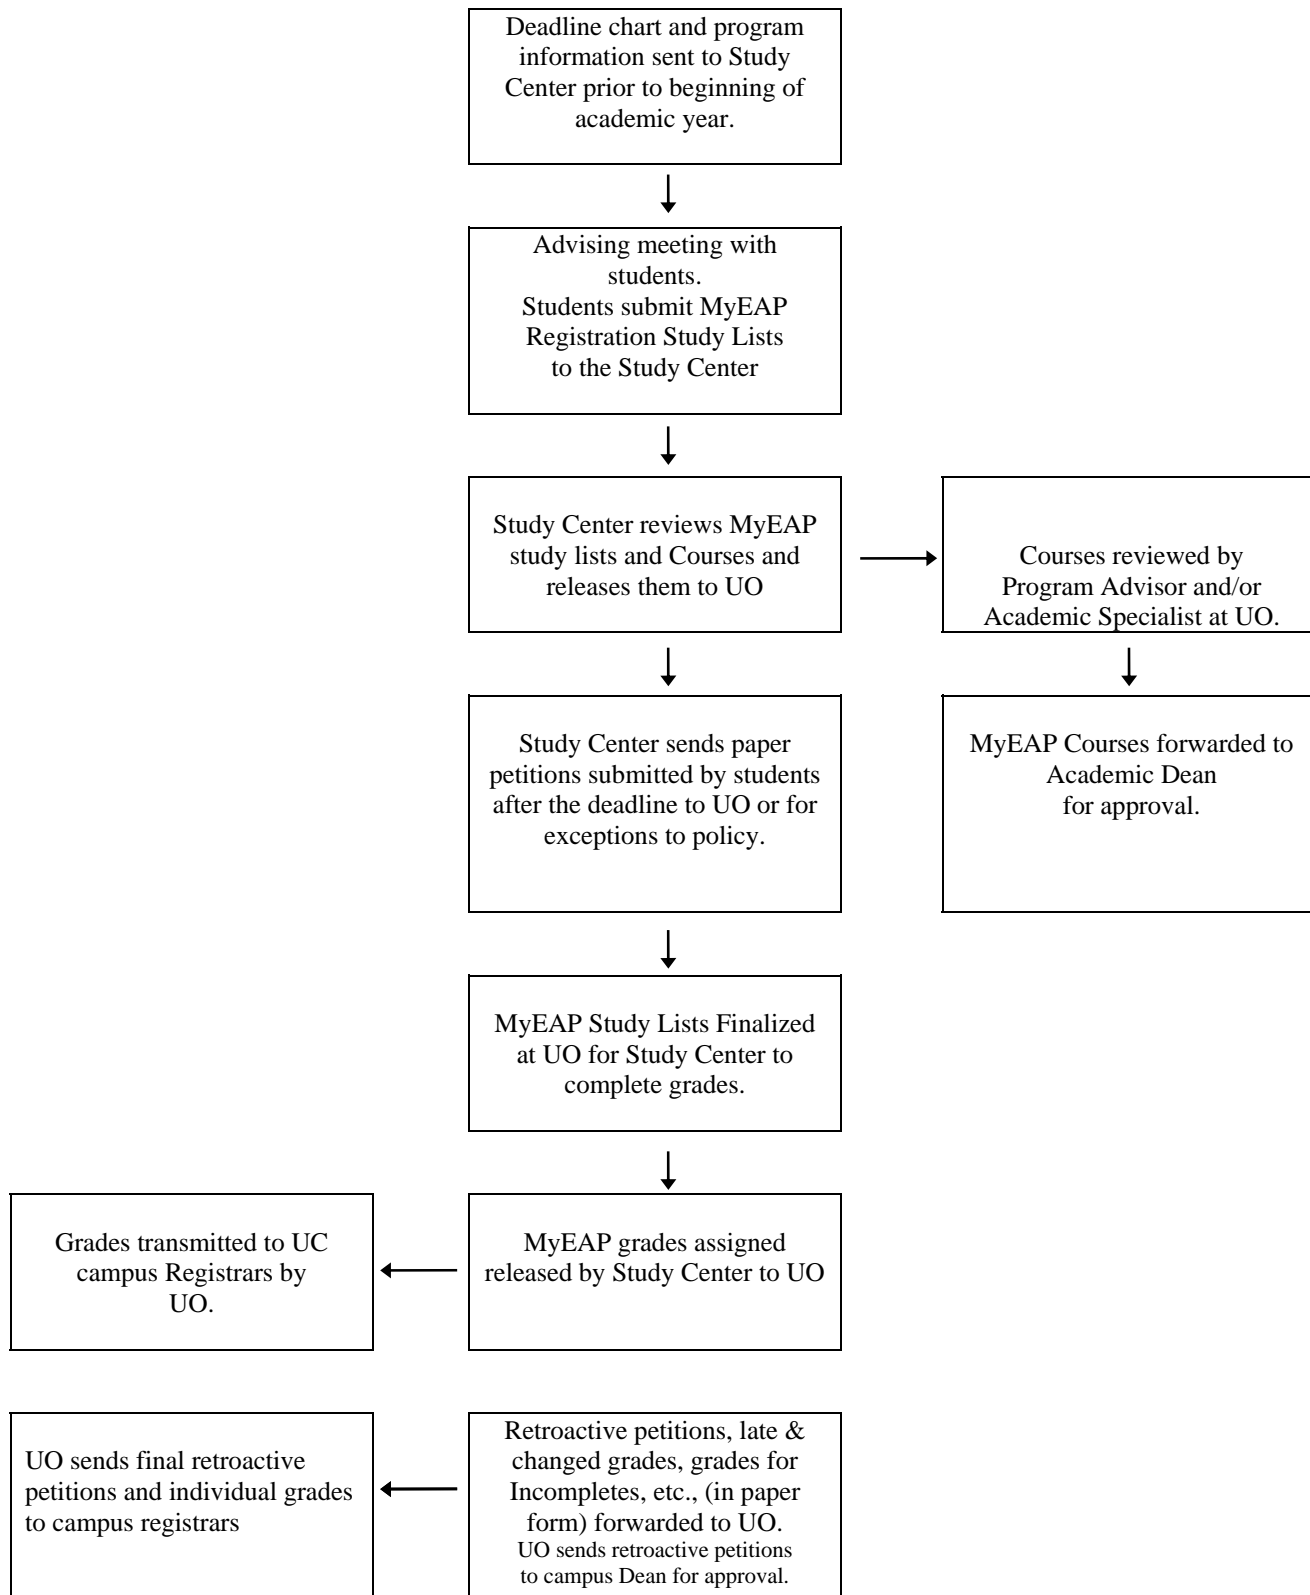 Deadline chart and program
information sent to Study
Center prior to beginning of
academic year.
Advising meeting with
students.
Students submit MyEAP
Registration Study Lists
to the Study Center
Study Center reviews MyEAP
study lists and Courses and
releases them to UO
Courses reviewed by
Program Advisor and/or
Academic Specialist at UO.
Study Center sends paper
petitions submitted by students
after the deadline to UO or for
exceptions to policy.
MyEAP Courses forwarded to
Academic Dean
for approval.
MyEAP Study Lists Finalized
at UO for Study Center to
complete grades.
Grades transmitted to UC
campus Registrars by
UO.
MyEAP grades assigned
released by Study Center to UO
UO sends final retroactive
petitions and individual grades
to campus registrars
Retroactive petitions, late &
changed grades, grades for
Incompletes, etc., (in paper
form) forwarded to UO.
UO sends retroactive petitions
to campus Dean for approval.